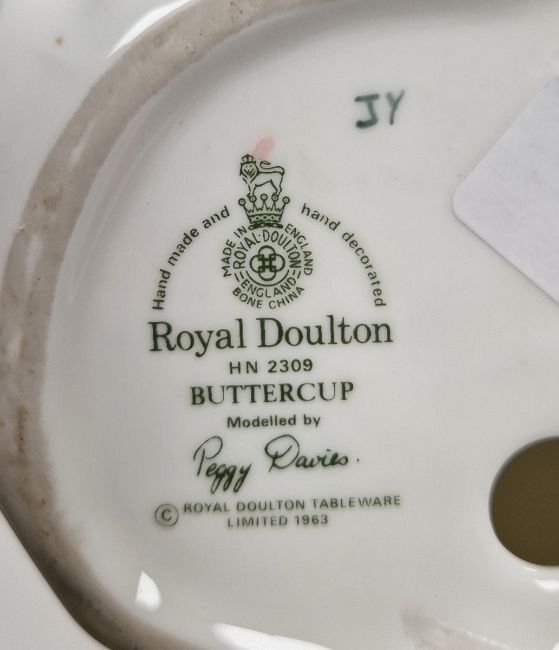 JY
Hand made and hand decorated
MADE IN ENGLAND
ROYAL·DOULTON
ENGLAND
BONE CHINA
Royal Doulton
HN 2309
BUTTERCUP
Modelled by
Peggy Davies.
© ROYAL DOULTON TABLEWARE
LIMITED 1963